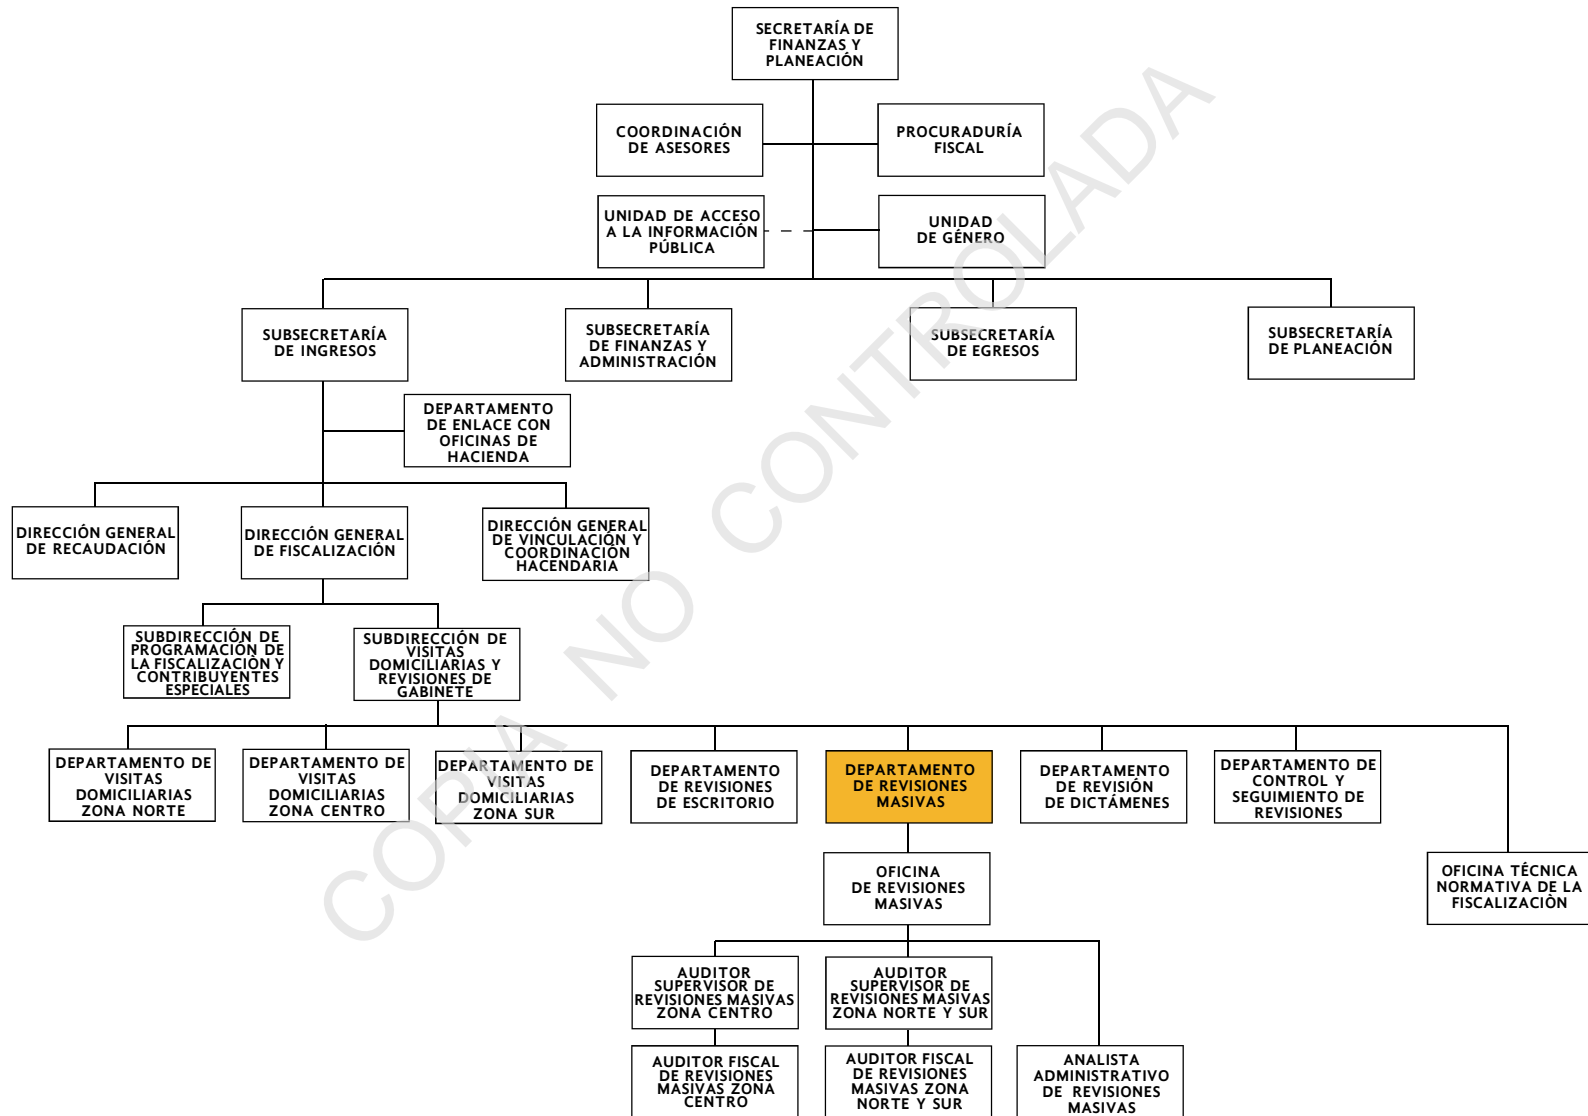 SECRETARÍA DE
FINANZAS Y
PLANEACIÓN
COORDINACIÓN
DE ASESORES
PROCURADURÍA
FISCAL
UNIDAD DE ACCESO
A LA INFORMACIÓN
PÚBLICA
UNIDAD
DE GÉNERO
SUBSECRETARÍA
DE INGRESOS
SUBSECRETARÍA
DE FINANZAS Y
ADMINISTRACIÓN
SUBSECRETARÍA
DE EGRESOS
SUBSECRETARÍA
DE PLANEACIÓN
DEPARTAMENTO
DE ENLACE CON
OFICINAS DE
HACIENDA
DIRECCIÓN GENERAL
DE RECAUDACIÓN
DIRECCIÓN GENERAL
DE FISCALIZACIÓN
DIRECCIÓN GENERAL
DE VINCULACIÓN Y
COORDINACIÓN
HACENDARIA
SUBDIRECCIÓN DE
PROGRAMACIÓN DE
LA FISCALIZACIÒN Y
CONTRIBUYENTES
ESPECIALES
SUBDIRECCIÓN DE
VISITAS
DOMICILIARIAS Y
REVISIONES DE
GABINETE
DEPARTAMENTO DE
VISITAS
DOMICILIARIAS
ZONA NORTE
DEPARTAMENTO DE
VISITAS
DOMICILIARIAS
ZONA CENTRO
DEPARTAMENTO DE
VISITAS
DOMICILIARIAS
ZONA SUR
DEPARTAMENTO
DE REVISIONES
DE ESCRITORIO
DEPARTAMENTO
DE REVISIONES
MASIVAS
DEPARTAMENTO
DE REVISIÓN
DE DICTÁMENES
DEPARTAMENTO DE
CONTROL Y
SEGUIMIENTO DE
REVISIONES
OFICINA
DE REVISIONES
MASIVAS
OFICINA TÉCNICA
NORMATIVA DE LA
FISCALIZACIÒN
AUDITOR
SUPERVISOR DE
REVISIONES MASIVAS
ZONA CENTRO
AUDITOR
SUPERVISOR DE
REVISIONES MASIVAS
ZONA NORTE Y SUR
AUDITOR FISCAL
DE REVISIONES
MASIVAS ZONA
CENTRO
AUDITOR FISCAL
DE REVISIONES
MASIVAS ZONA
NORTE Y SUR
ANALISTA
ADMINISTRATIVO
DE REVISIONES
MASIVAS
COPIA NO CONTROLADA